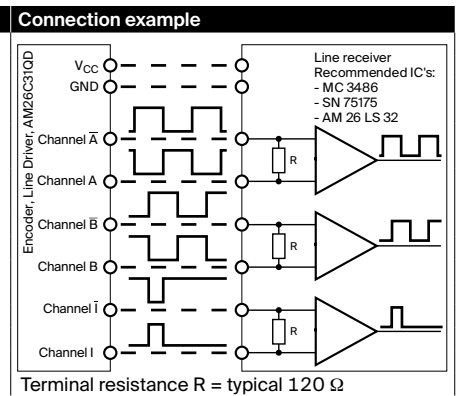 Connection example
Encoder, Line Driver, AM26C31QD
VCC
GND
Channel A̅
Channel A
Channel B̅
Channel B
Channel I̅
Channel I
Line receiver
Recommended IC's:
- MC 3486
- SN 75175
- AM 26 LS 32
R
R
R
Terminal resistance R = typical 120 Ω